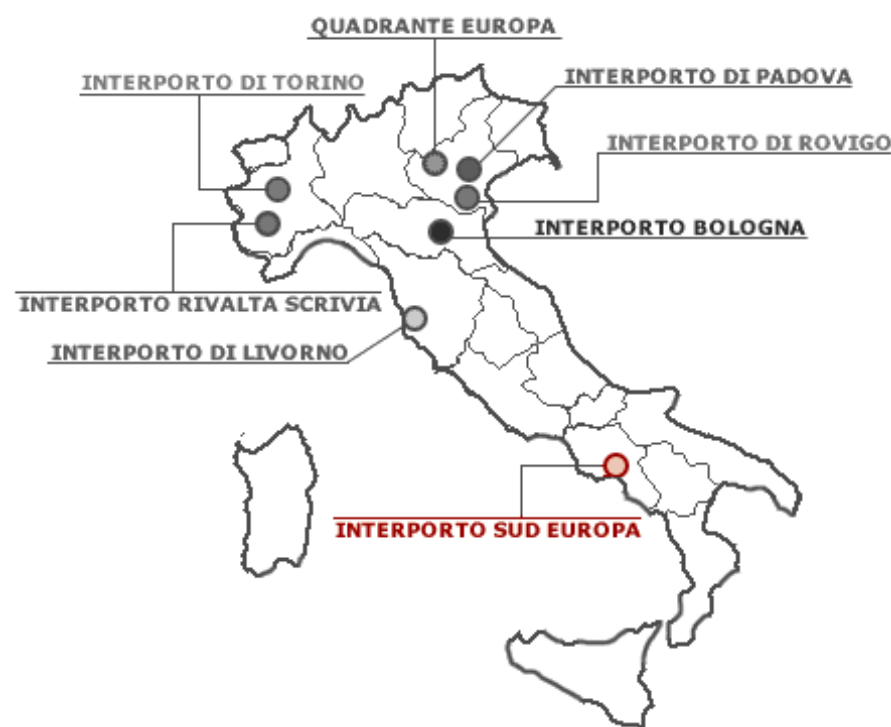 QUADRANTE EUROPA
INTERPORTO DI TORINO
INTERPORTO DI PADOVA
INTERPORTO DI ROVIGO
INTERPORTO BOLOGNA
INTERPORTO RIVALTA SCRIVIA
INTERPORTO DI LIVORNO
INTERPORTO SUD EUROPA